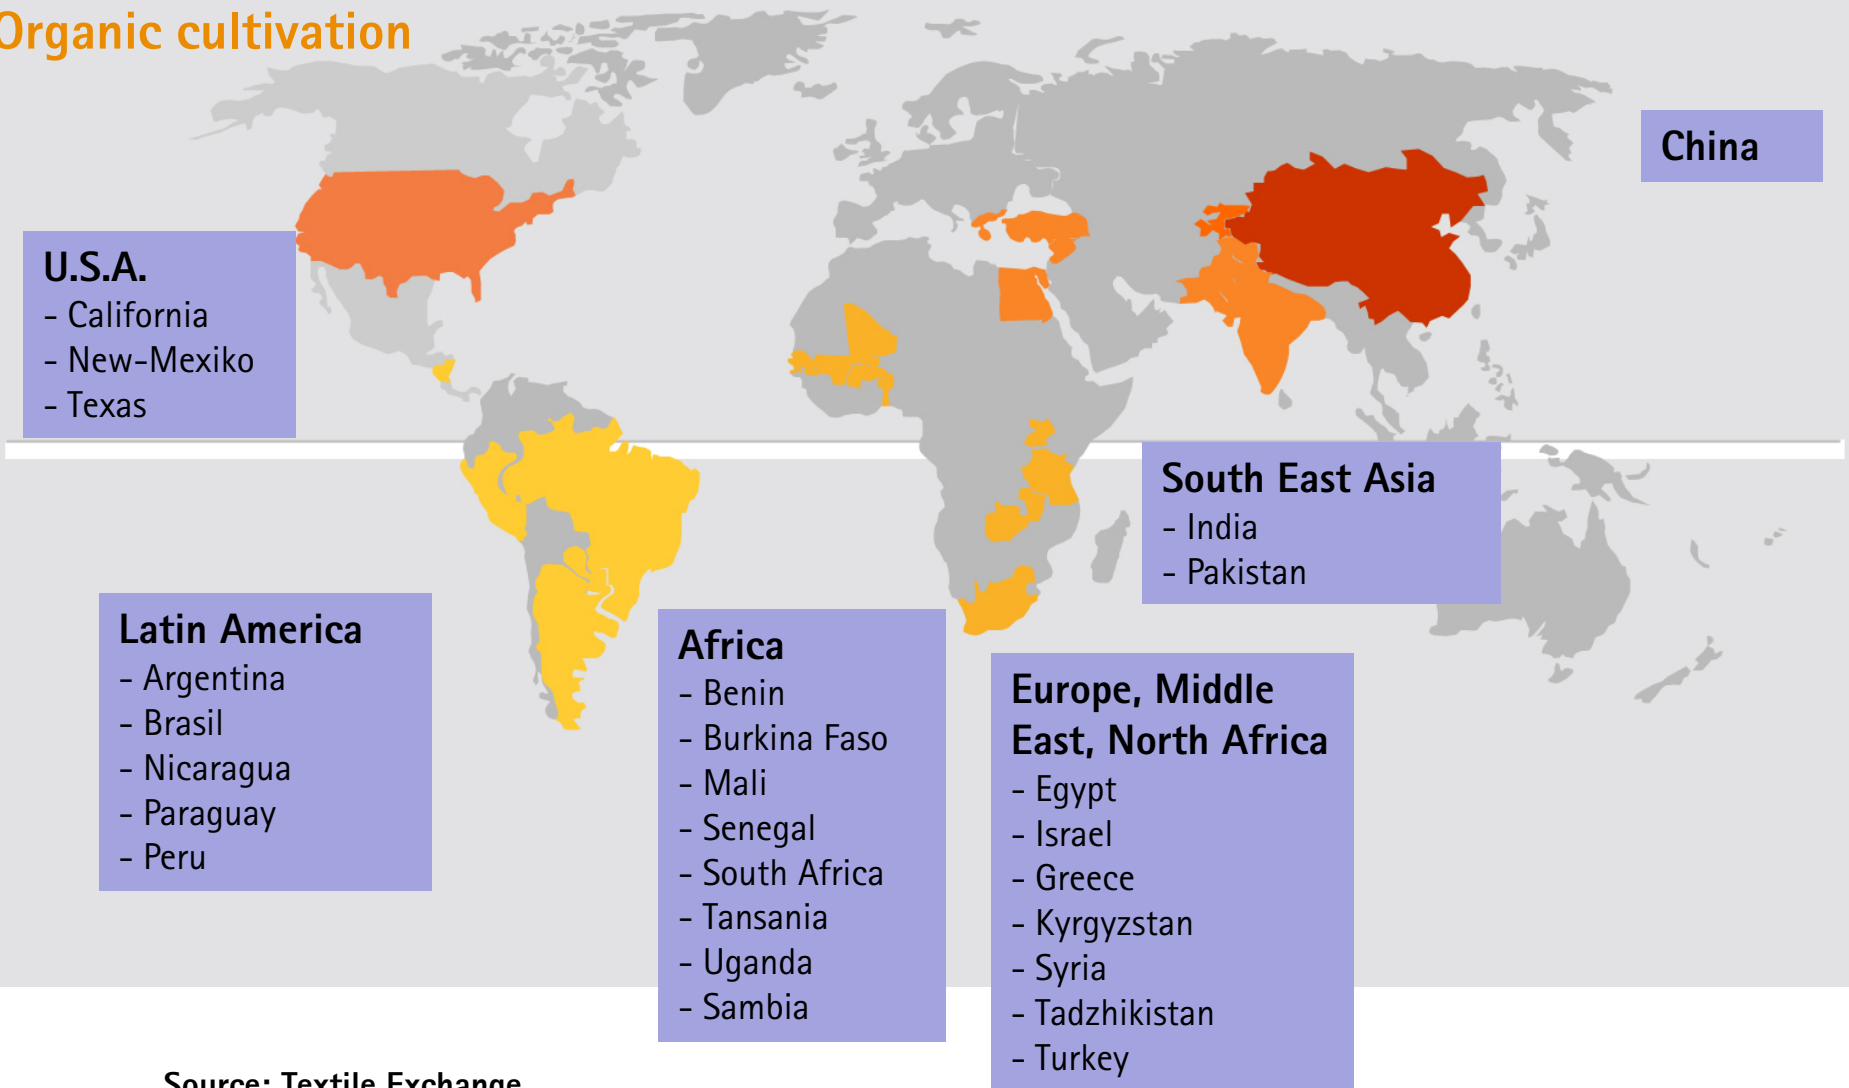 Organic cultivation
China
U.S.A.
- California
- New-Mexiko
- Texas
South East Asia
- India
- Pakistan
Latin America
- Argentina
- Brasil
- Nicaragua
- Paraguay
- Peru
Africa
- Benin
- Burkina Faso
- Mali
- Senegal
- South Africa
- Tansania
- Uganda
- Sambia
Europe, Middle
East, North Africa
- Egypt
- Israel
- Greece
- Kyrgyzstan
- Syria
- Tadzhikistan
- Turkey
Source: Textile Exchange